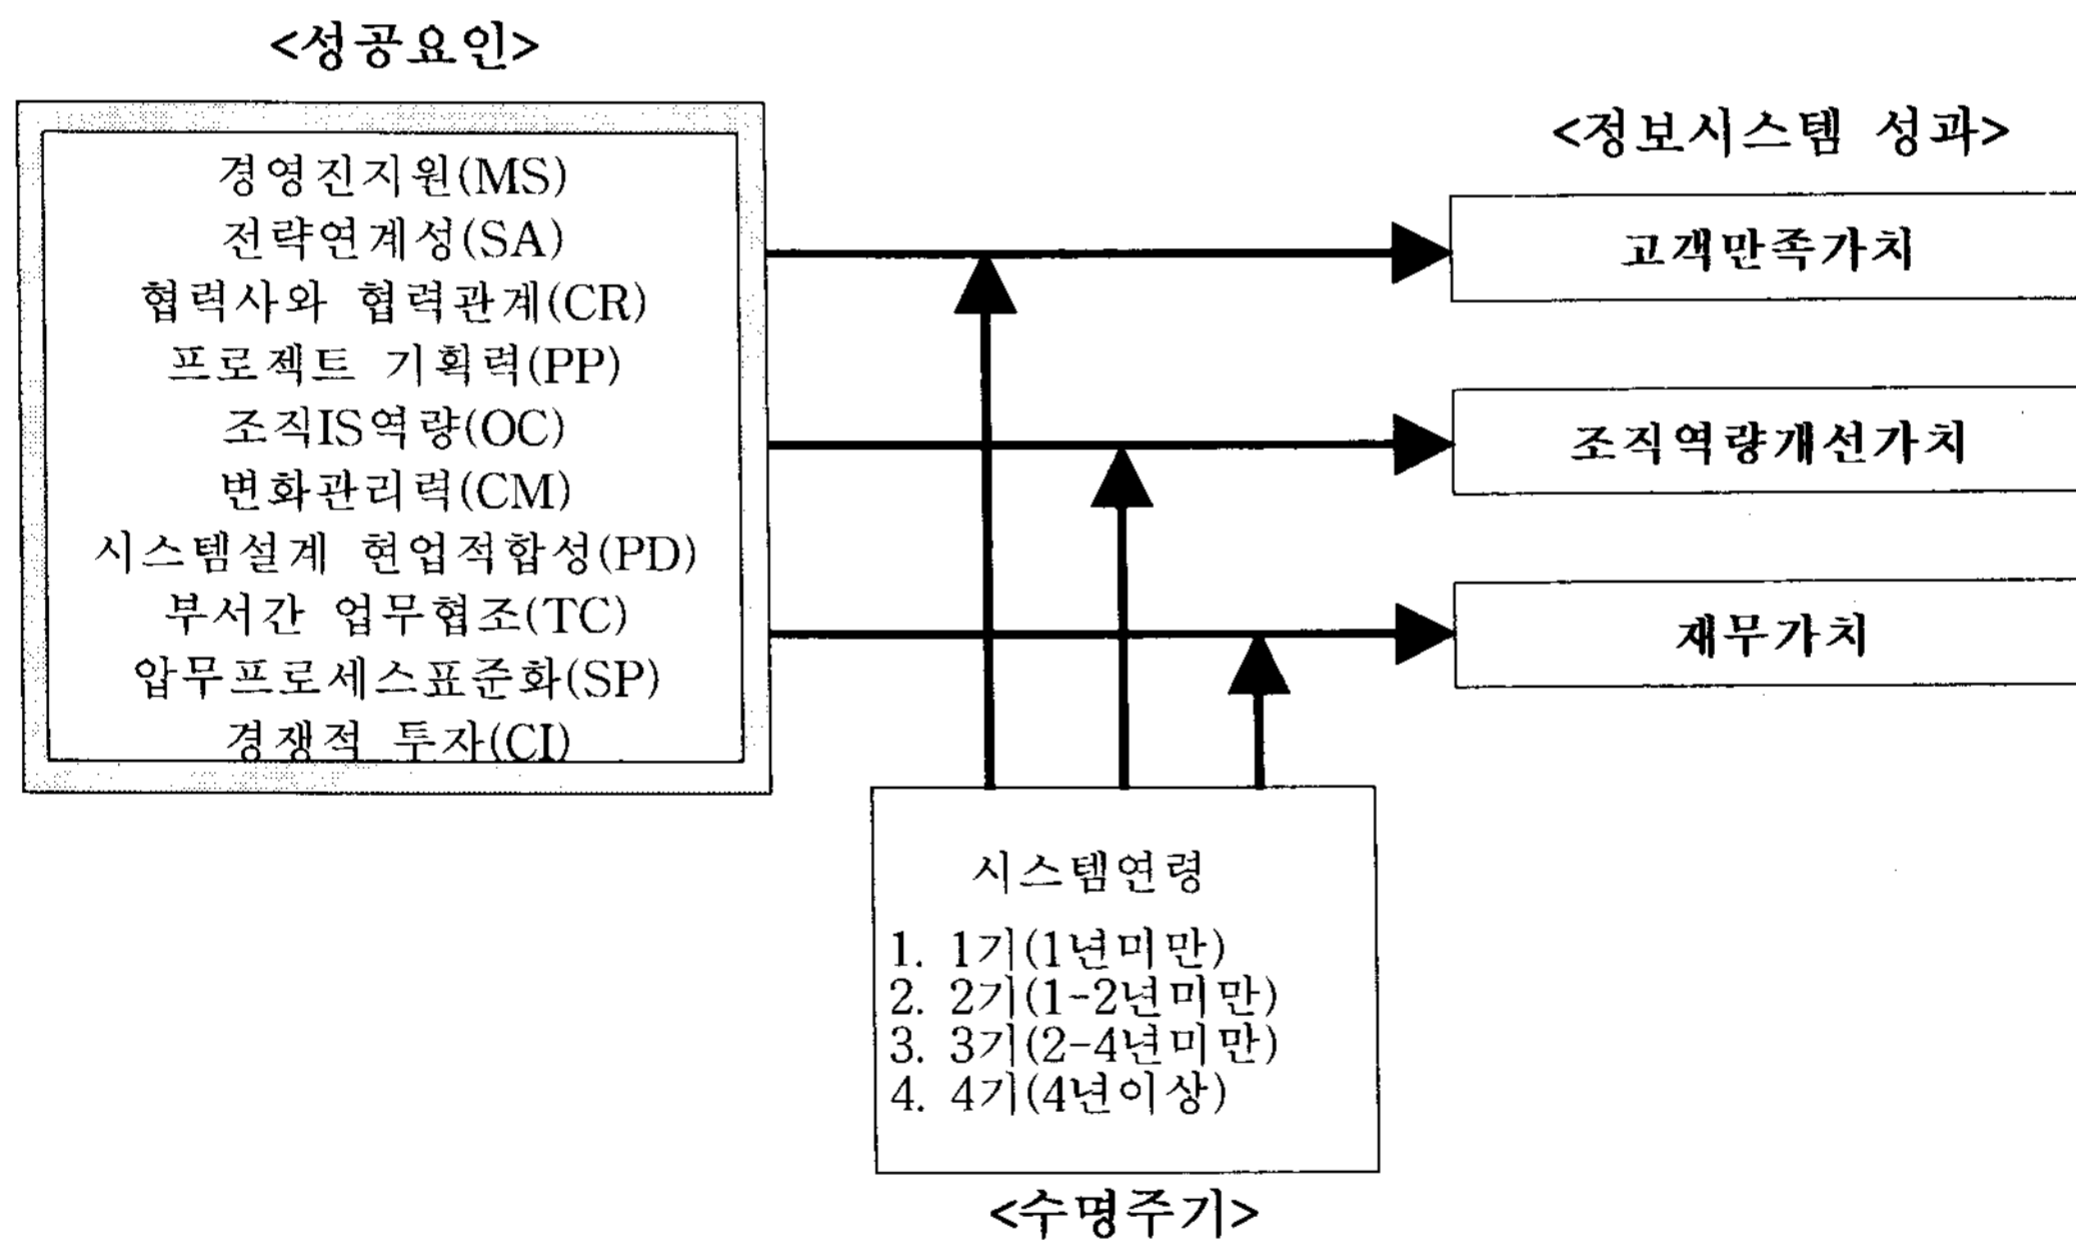 <성공요인>
경영진지원(MS)
전략연계성(SA)
협력사와 협력관계(CR)
프로젝트 기획력(PP)
조직IS역량(OC)
변화관리력(CM)
시스템설계 현업적합성(PD)
부서간 업무협조(TC)
압무프로세스표준화(SP)
경쟁적 투자(CI)
<정보시스템 성과>
고객만족가치
조직역량개선가치
재무가치
시스템연령
1. 1기(1년미만)
2. 2기(1-2년미만)
3. 3기(2-4년미만)
4. 4기(4년이상)
<수명주기>